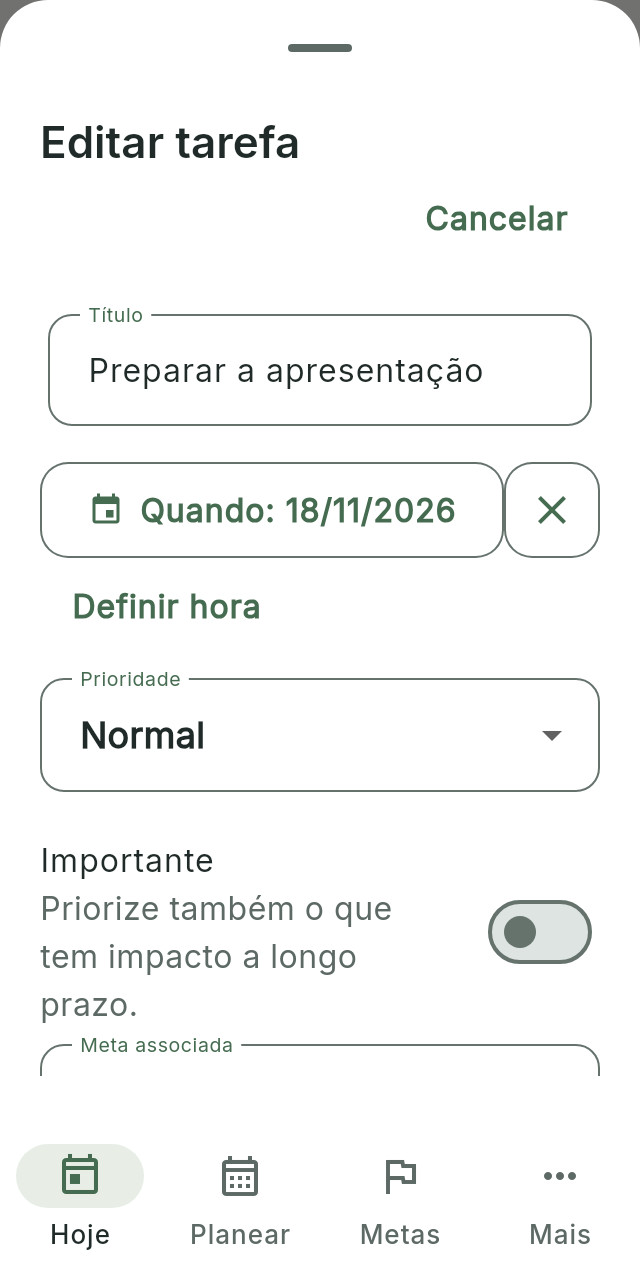 Editar tarefa
Cancelar
Título
Preparar a apresentação
Quando: 18/11/2026
Definir hora
Prioridade
Normal
Importante
Priorize também o que
tem impacto a longo
prazo.
Meta associada
Hoje
Planear
Metas
Mais